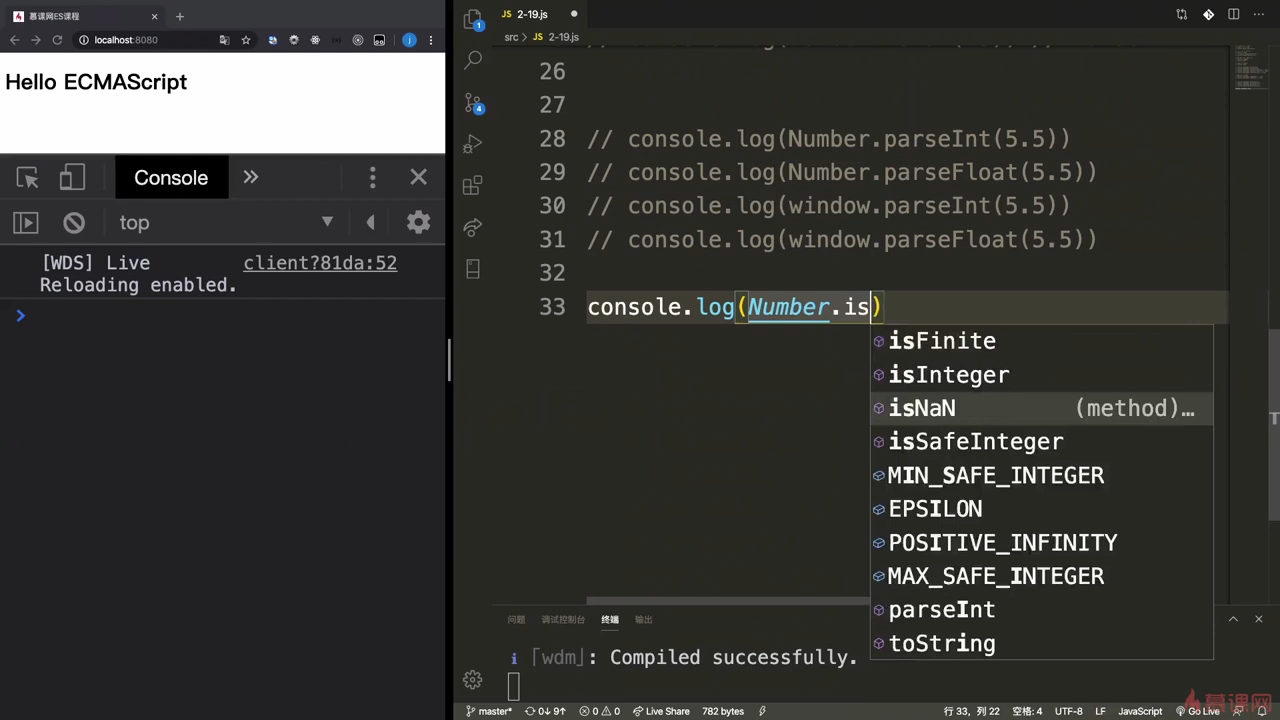 慕课网ES课程
localhost:8080
Hello ECMAScript
Console
top
[WDS] Live
client?81da:52
Reloading enabled.
2-19.js
src > JS 2-19.js
26
27
28 // console.log(Number.parseInt(5.5))
29 // console.log(Number.parseFloat(5.5))
30 // console.log(window.parseInt(5.5))
31 // console.log(window.parseFloat(5.5))
32
33 console.log(Number.is)
isFinite
isInteger
isNaN (method)…
isSafeInteger
MIN_SAFE_INTEGER
EPSILON
POSITIVE_INFINITY
MAX_SAFE_INTEGER
parseInt
toString
问题 调试控制台 终端 输出
i ｢wdm｣: Compiled successfully.
master* 0↓ 9↑ 0 0 Live Share 782 bytes 行 33，列 22 空格: 4 UTF-8 LF JavaScript Go Live
慕课网